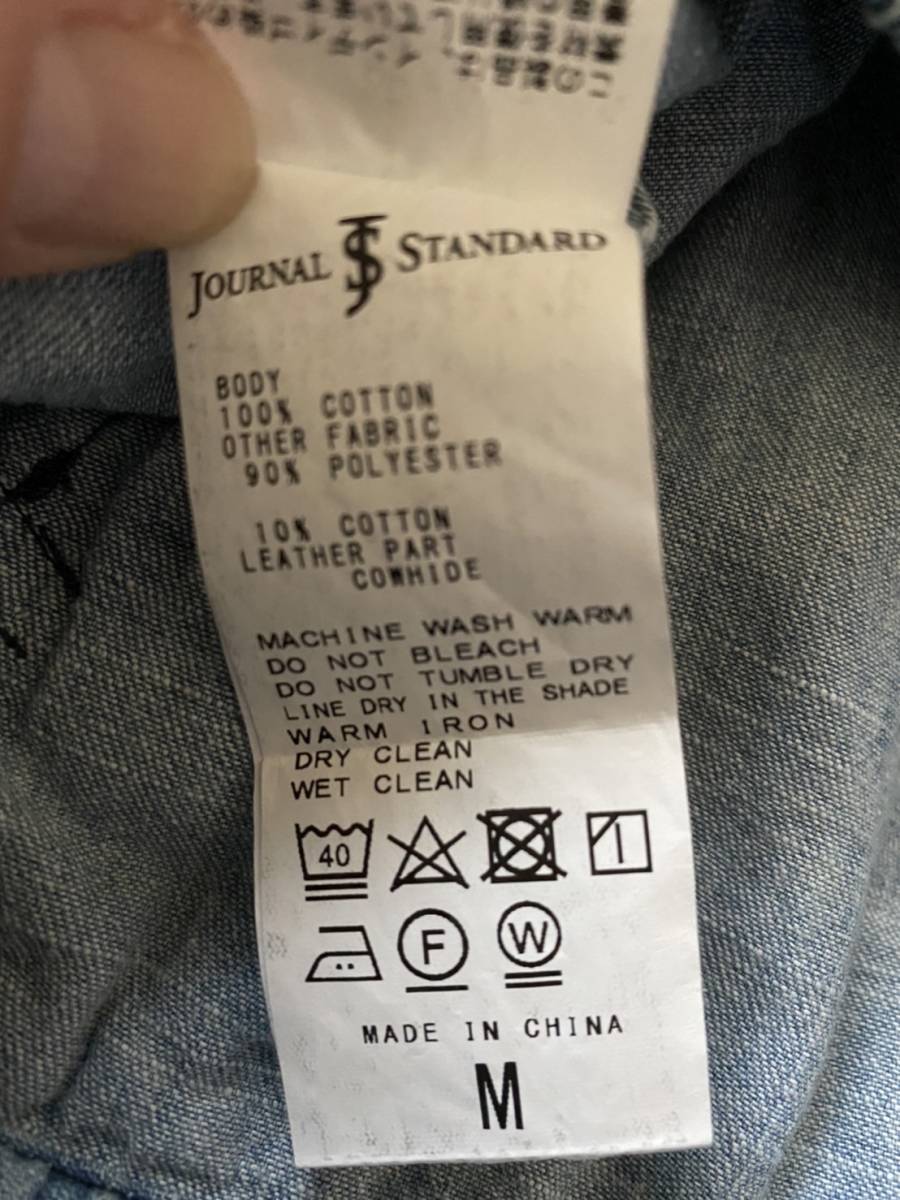 JOURNAL STANDARD
BODY
100% COTTON
OTHER FABRIC
90% POLYESTER
10% COTTON
LEATHER PART
COWHIDE
MACHINE WASH WARM
DO NOT BLEACH
DO NOT TUMBLE DRY
LINE DRY IN THE SHADE
WARM IRON
DRY CLEAN
WET CLEAN
40
F W
MADE IN CHINA
M